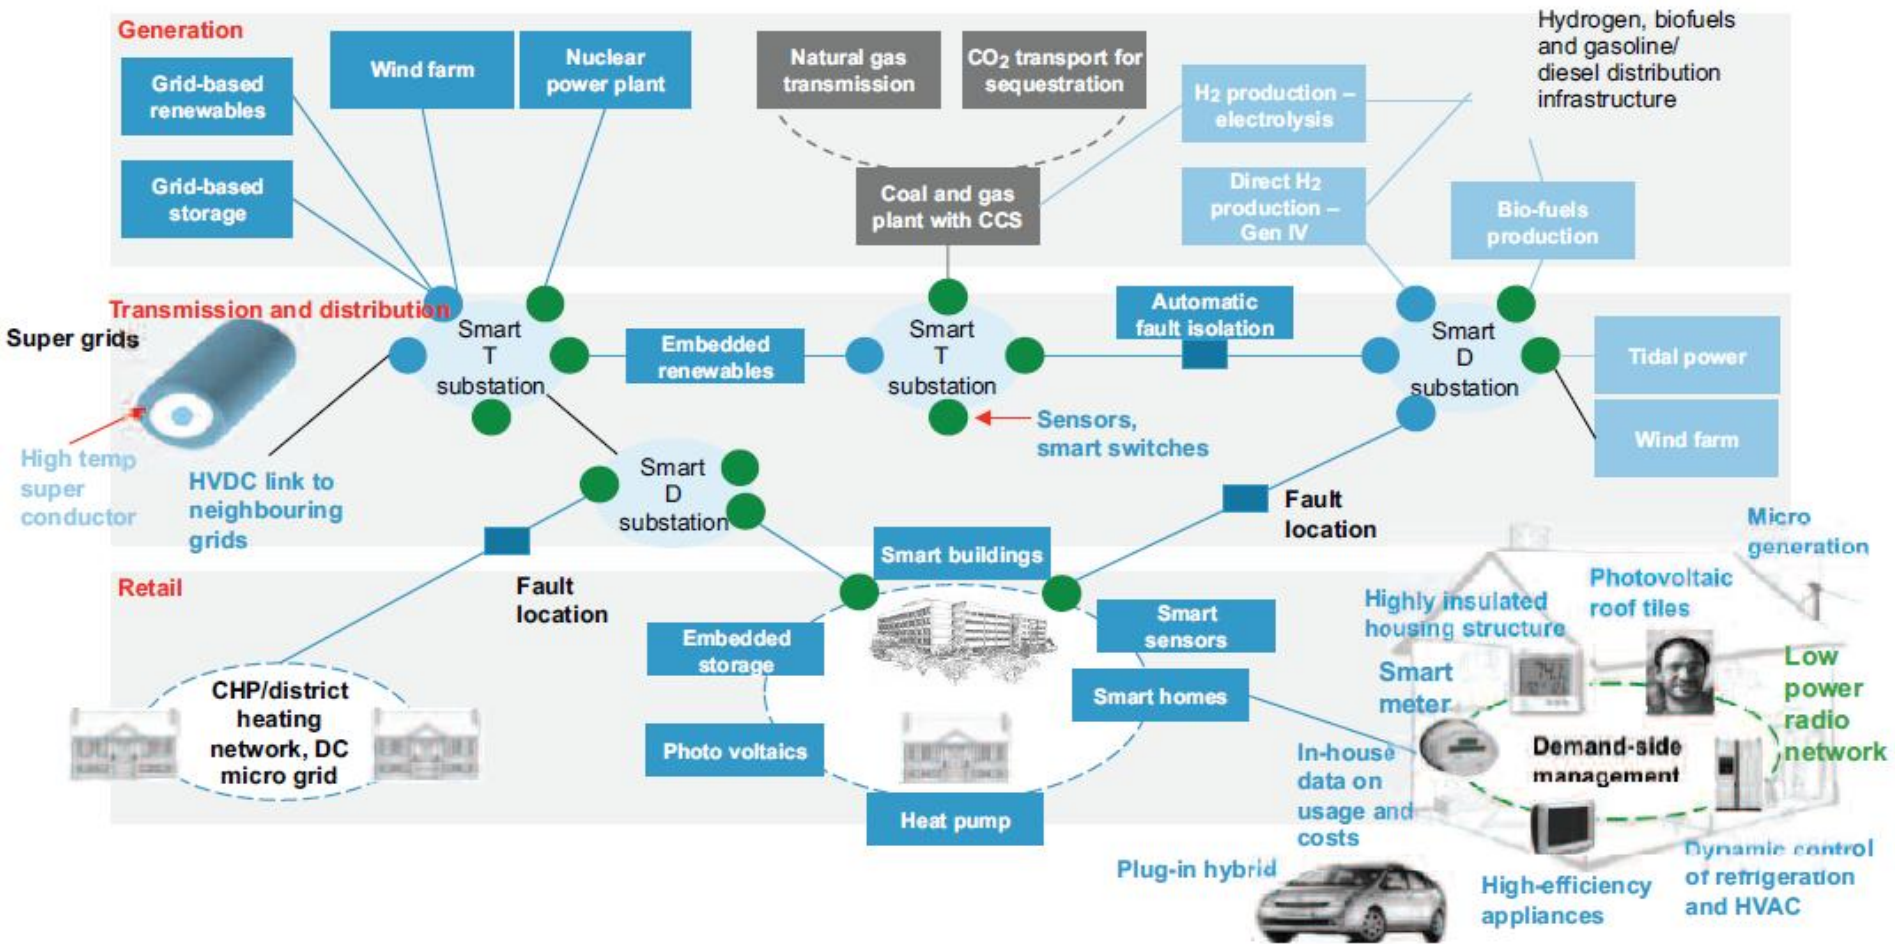 Generation
Grid-based
renewables
Wind farm
Nuclear
power plant
Grid-based
storage
Natural gas
transmission
CO2 transport for
sequestration
Coal and gas
plant with CCS
H2 production –
electrolysis
Direct H2
production –
Gen IV
Hydrogen, biofuels
and gasoline/
diesel distribution
infrastructure
Bio-fuels
production
Transmission and distribution
Super grids
High temp
super
conductor
HVDC link to
neighbouring
grids
Smart
T
substation
Embedded
renewables
Smart
T
substation
Automatic
fault isolation
Sensors,
smart switches
Smart
D
substation
Tidal power
Wind farm
Smart
D
substation
Fault
location
Fault
location
Retail
CHP/district
heating
network, DC
micro grid
Smart buildings
Embedded
storage
Photo voltaics
Heat pump
Smart
sensors
Smart homes
Micro
generation
Photovoltaic
roof tiles
Highly insulated
housing structure
Smart
meter
Low
power
radio
network
Demand-side
management
In-house
data on
usage and
costs
Plug-in hybrid
High-efficiency
appliances
Dynamic control
of refrigeration
and HVAC